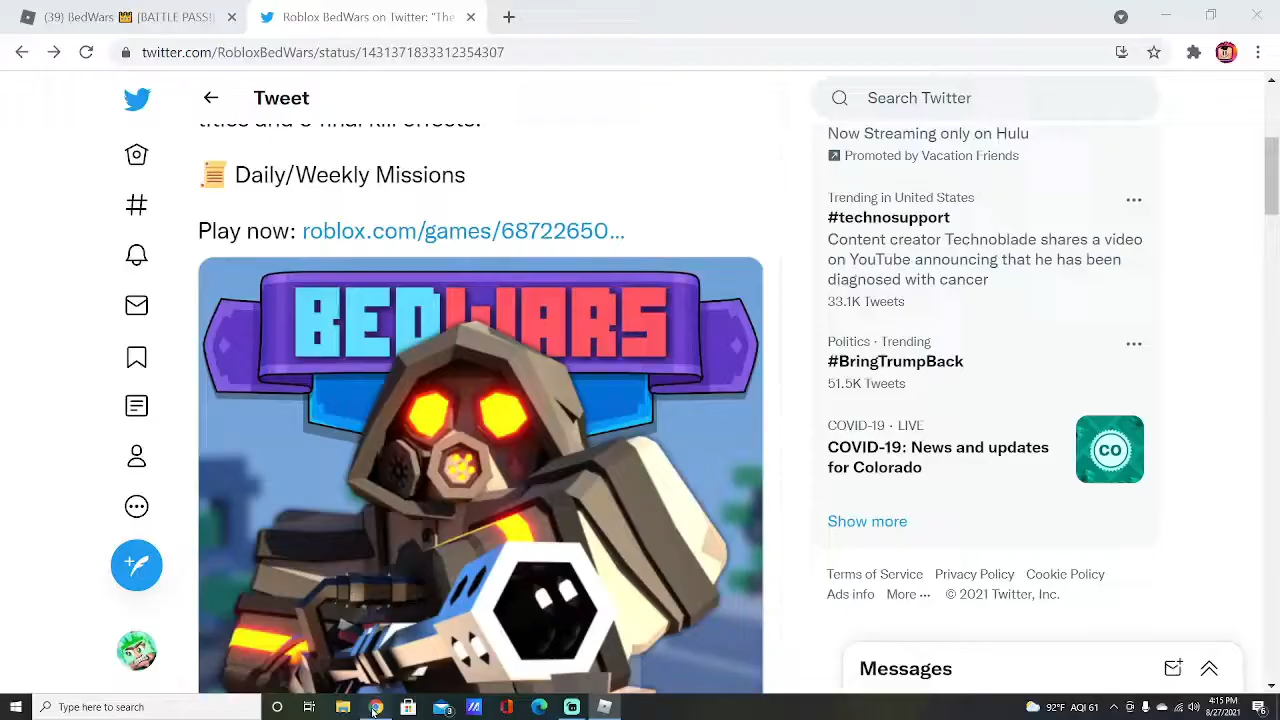 (39) BedWars 👑 [BATTLE PASS!]
Roblox BedWars on Twitter: "The
twitter.com/RobloxBedWars/status/1431371833312354307
Tweet
Search Twitter
Daily/Weekly Missions
Play now: roblox.com/games/68722650...
BEDWARS
Now Streaming only on Hulu
Promoted by Vacation Friends
Trending in United States
#technosupport
Content creator Technoblade shares a video
on YouTube announcing that he has been
diagnosed with cancer
33.1K Tweets
Politics · Trending
#BringTrumpBack
51.5K Tweets
COVID-19 · LIVE
COVID-19: News and updates
for Colorado
CO
Show more
Terms of Service Privacy Policy Cookie Policy
Ads info More ··· © 2021 Twitter, Inc.
Messages
Type here to search
93°F AQI 61
4:15 PM
8/27/2021